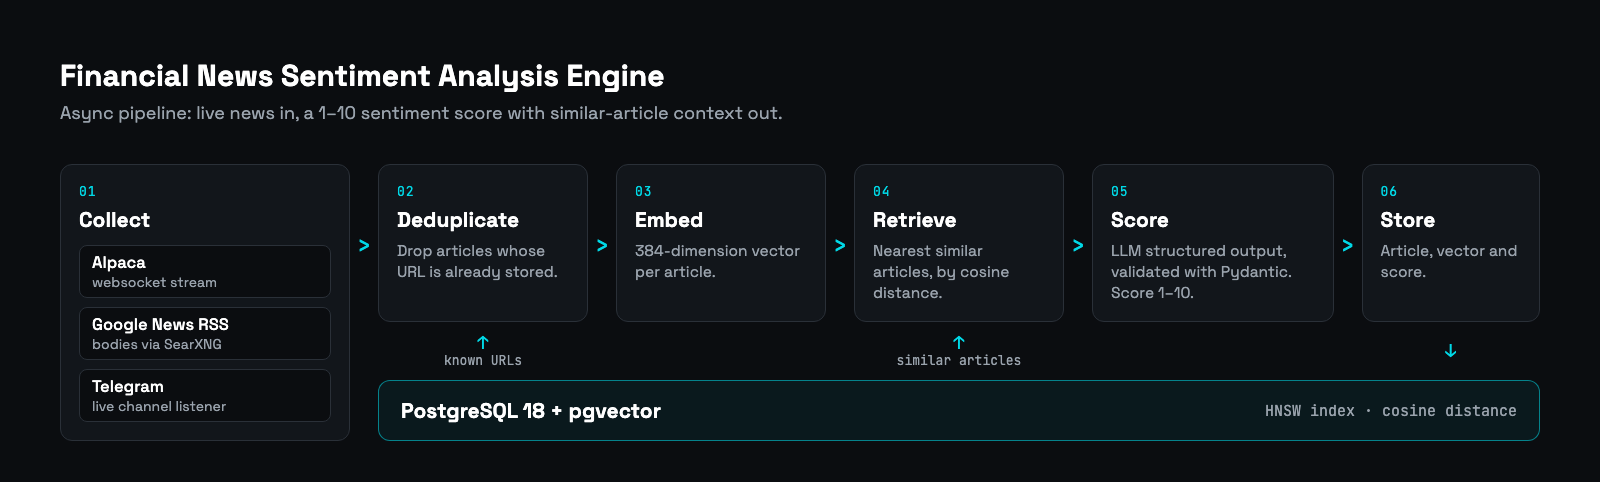 Financial News Sentiment Analysis Engine
Async pipeline: live news in, a 1–10 sentiment score with similar-article context out.
01
Collect
Alpaca
websocket stream
Google News RSS
bodies via SearXNG
Telegram
live channel listener
>
02
Deduplicate
Drop articles whose
URL is already stored.
>
03
Embed
384-dimension vector
per article.
>
04
Retrieve
Nearest similar
articles, by cosine
distance.
>
05
Score
LLM structured output,
validated with Pydantic.
Score 1–10.
>
06
Store
Article, vector and
score.
↑
known URLs
↑
similar articles
↓
PostgreSQL 18 + pgvector
HNSW index · cosine distance